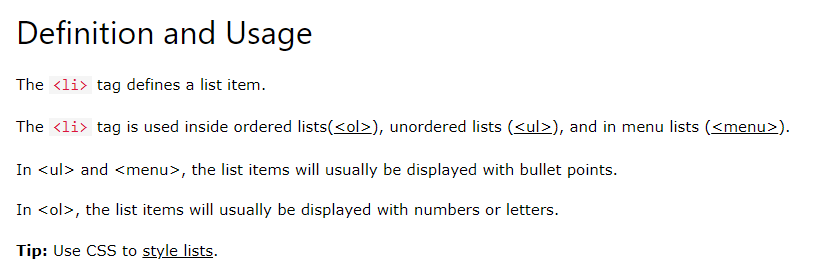 Definition and Usage
The <li> tag defines a list item.
The <li> tag is used inside ordered lists(<ol>), unordered lists (<ul>), and in menu lists (<menu>).
In <ul> and <menu>, the list items will usually be displayed with bullet points.
In <ol>, the list items will usually be displayed with numbers or letters.
Tip: Use CSS to style lists.